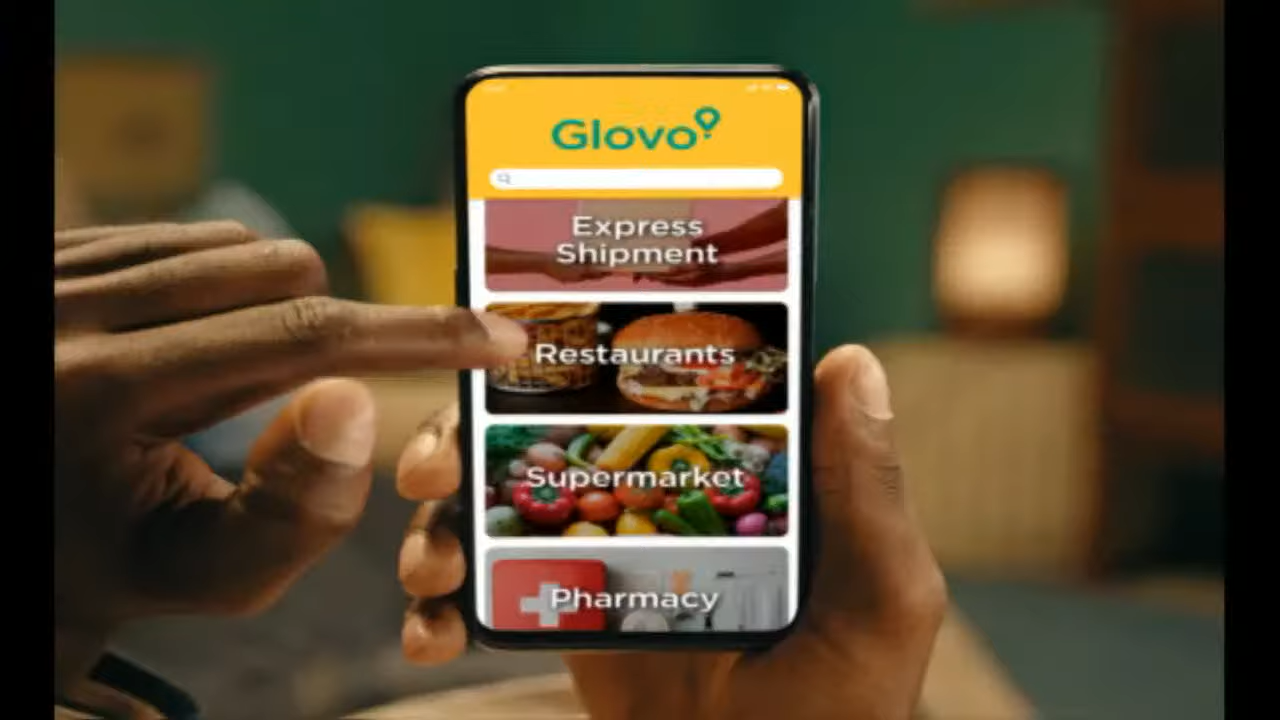 Glovo
Express
Shipment
Restaurants
Supermarket
Pharmacy